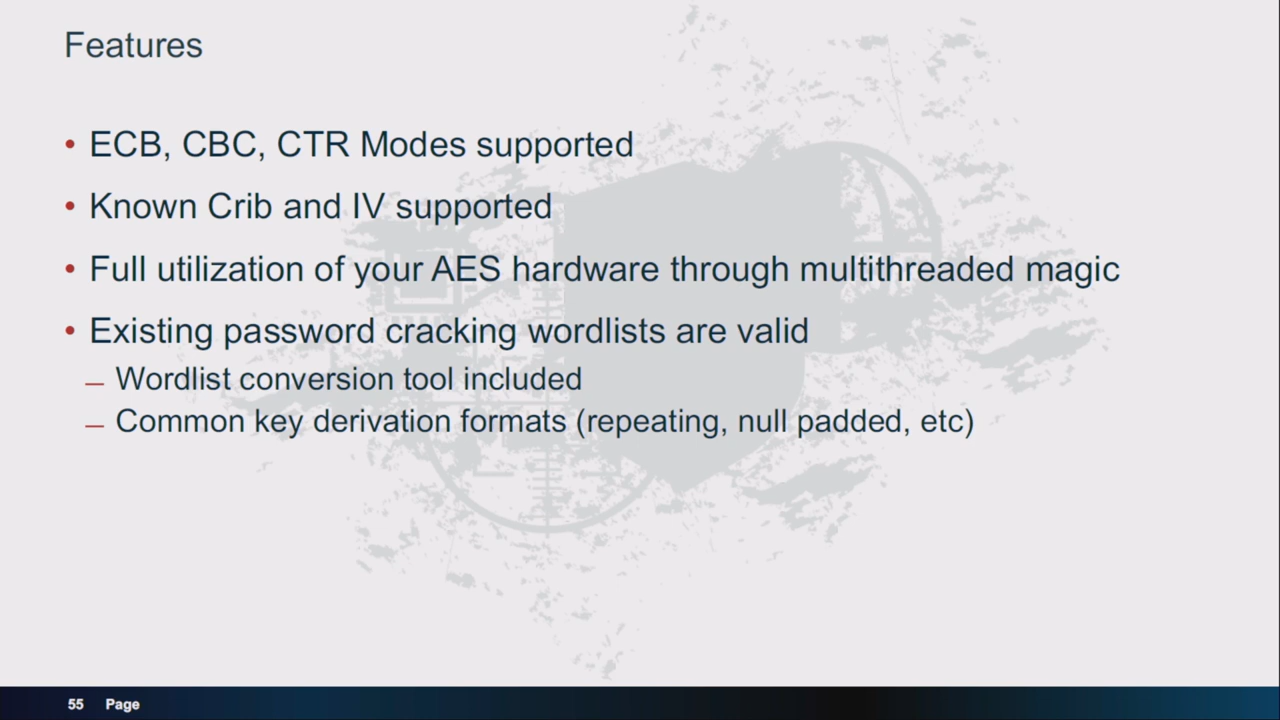 Features
• ECB, CBC, CTR Modes supported
• Known Crib and IV supported
• Full utilization of your AES hardware through multithreaded magic
• Existing password cracking wordlists are valid
– Wordlist conversion tool included
– Common key derivation formats (repeating, null padded, etc)
55 Page